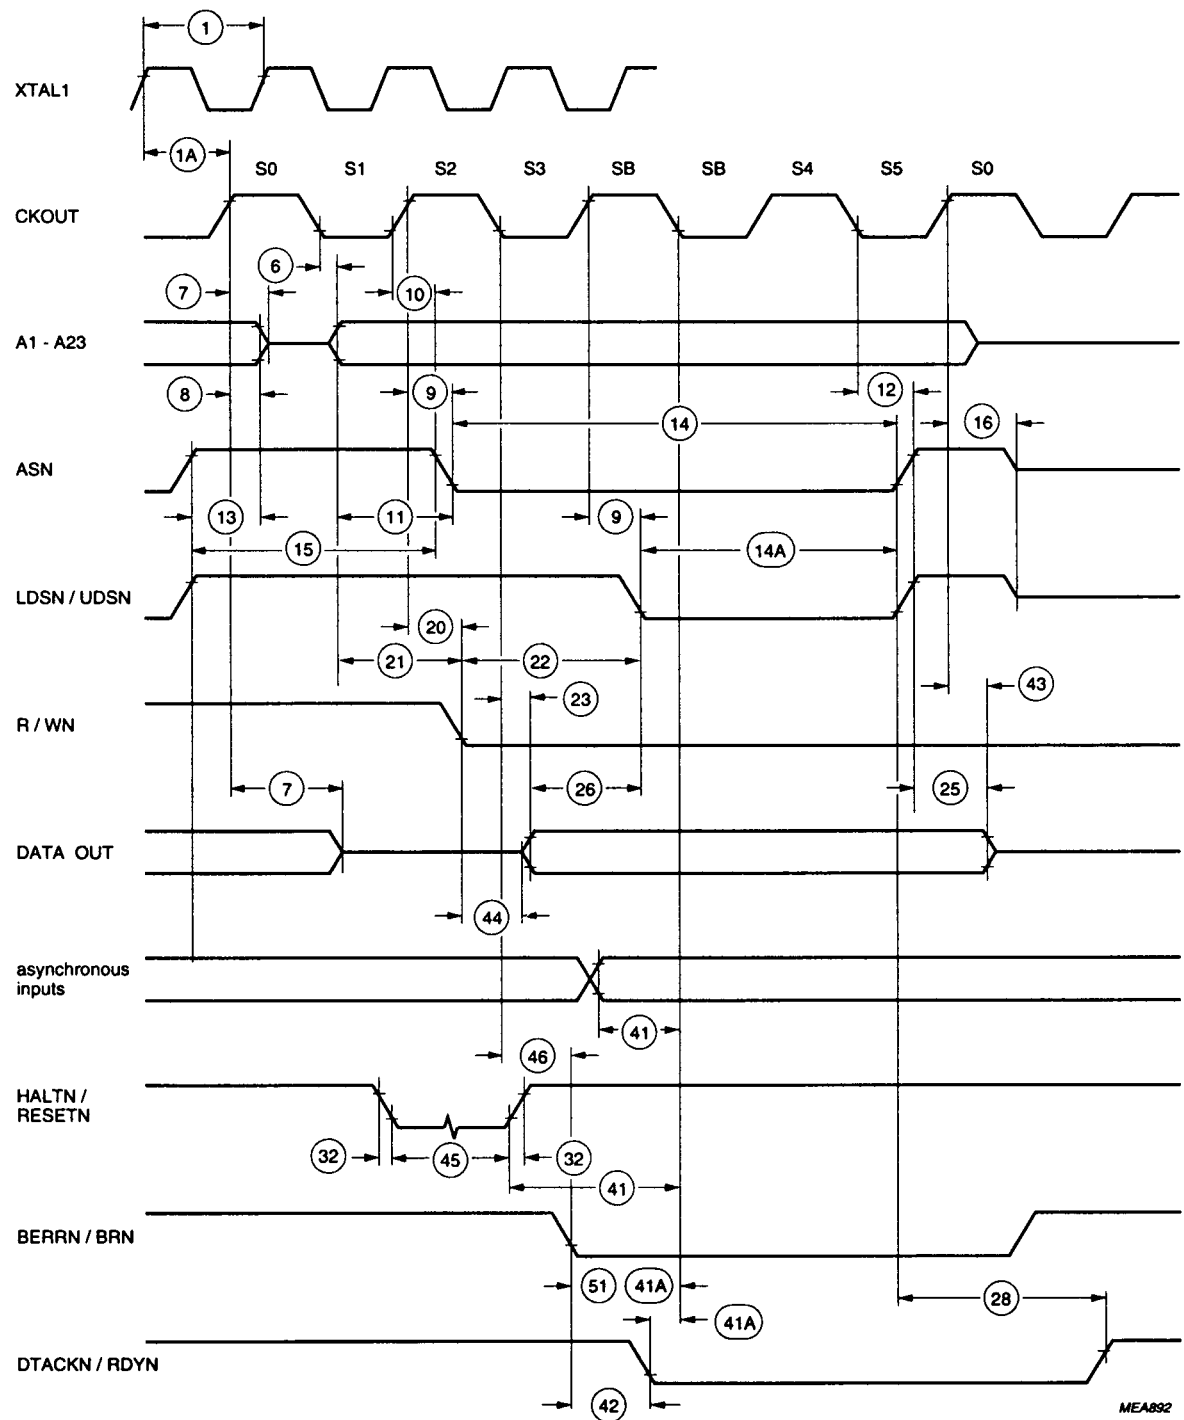 1
XTAL1
1A
S0 S1 S2 S3 SB SB S4 S5 S0
CKOUT
6
7 10
A1 - A23
8 9 12
14 16
ASN
13 11 9
15 14A
LDSN / UDSN
20
21 22
23 43
R / WN
7 26 25
DATA OUT
44
asynchronous
inputs
41
46
HALTN /
RESETN
32 45 32
41
BERRN / BRN
51 41A
28
41A
DTACKN / RDYN
42
MEA892